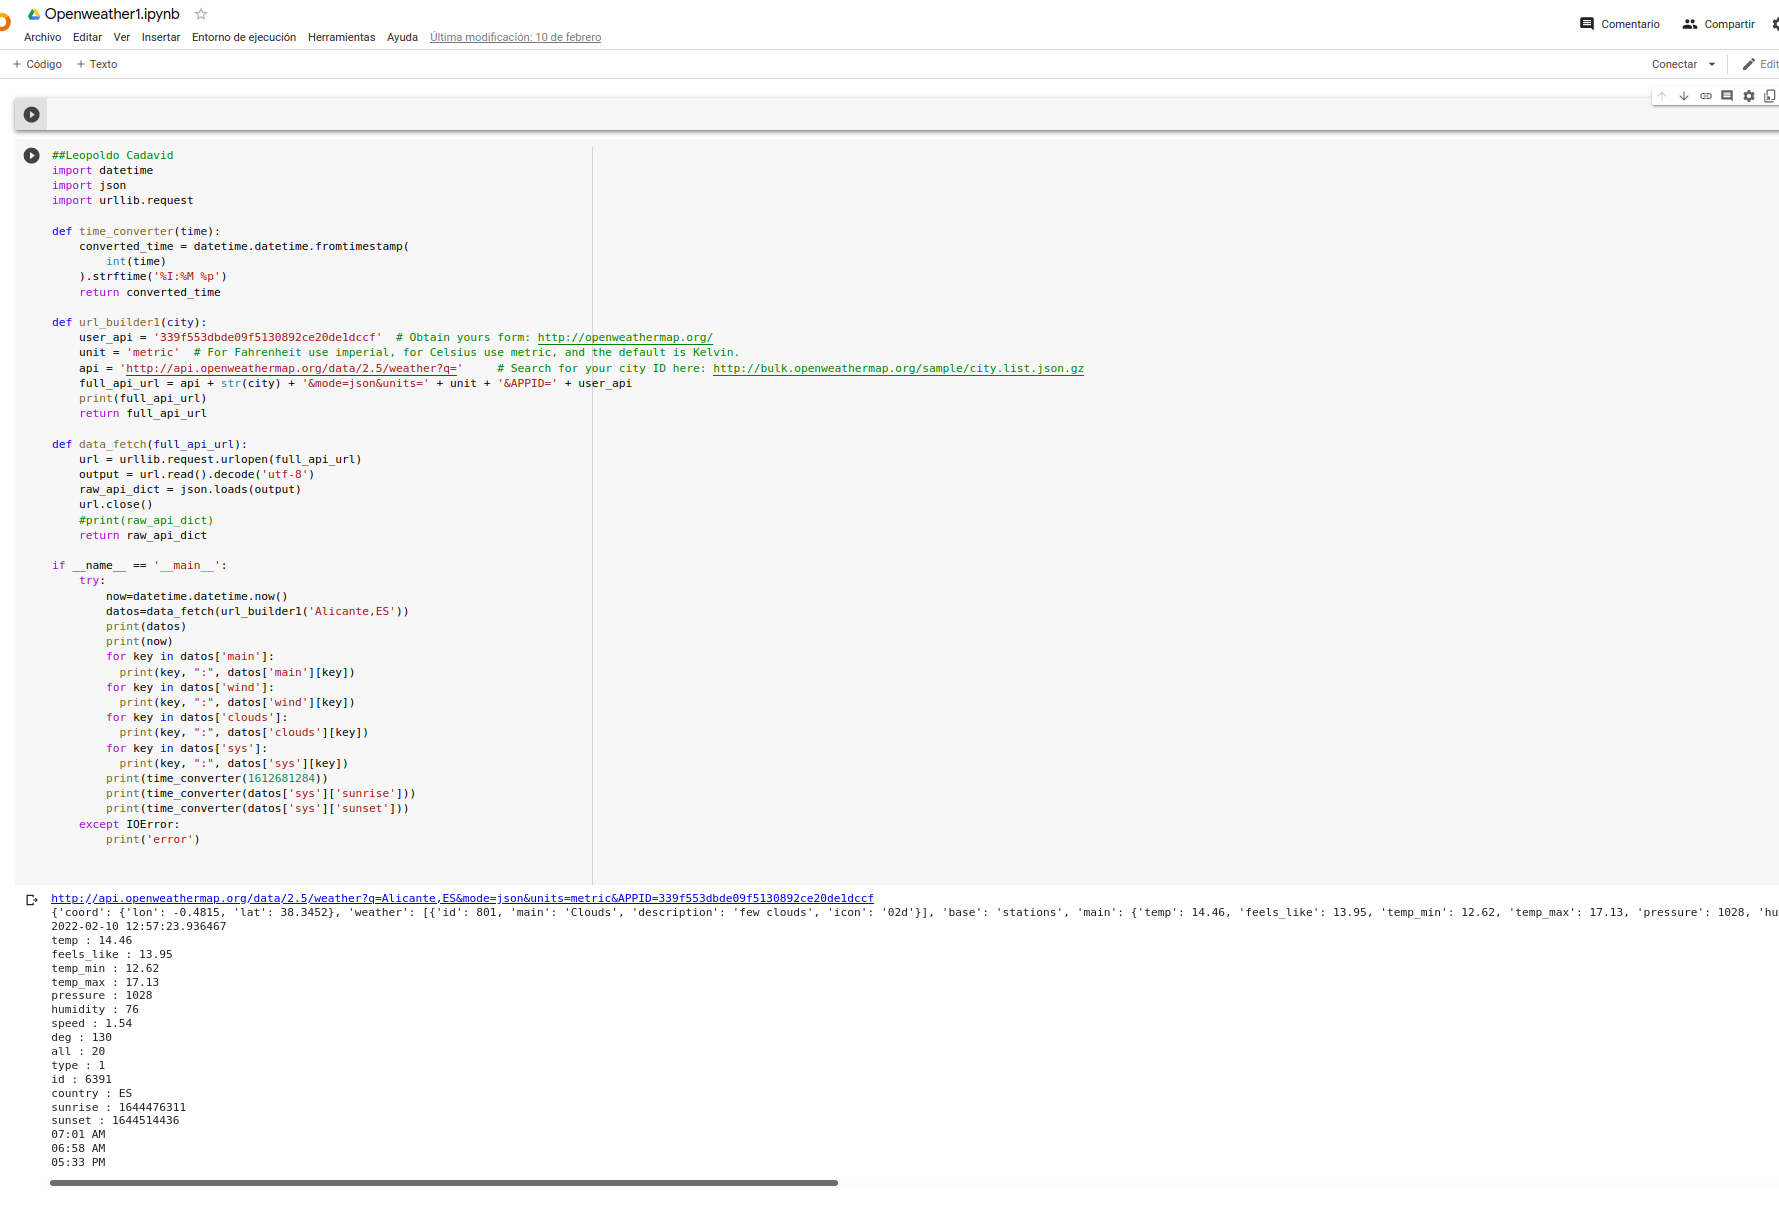 Openweather1.ipynb
Archivo Editar Ver Insertar Entorno de ejecución Herramientas Ayuda Última modificación: 10 de febrero
Comentario Compartir
+ Código + Texto
Conectar Edit
##Leopoldo Cadavid
import datetime
import json
import urllib.request
def time_converter(time):
    converted_time = datetime.datetime.fromtimestamp(
        int(time)
    ).strftime('%I:%M %p')
    return converted_time
def url_builder1(city):
    user_api = '339f553dbde09f5130892ce20de1dccf'  # Obtain yours form: http://openweathermap.org/
    unit = 'metric'  # For Fahrenheit use imperial, for Celsius use metric, and the default is Kelvin.
    api = 'http://api.openweathermap.org/data/2.5/weather?q='     # Search for your city ID here: http://bulk.openweathermap.org/sample/city.list.json.gz
    full_api_url = api + str(city) + '&mode=json&units=' + unit + '&APPID=' + user_api
    print(full_api_url)
    return full_api_url
def data_fetch(full_api_url):
    url = urllib.request.urlopen(full_api_url)
    output = url.read().decode('utf-8')
    raw_api_dict = json.loads(output)
    url.close()
    #print(raw_api_dict)
    return raw_api_dict
if __name__ == '__main__':
    try:
        now=datetime.datetime.now()
        datos=data_fetch(url_builder1('Alicante,ES'))
        print(datos)
        print(now)
        for key in datos['main']:
          print(key, ":", datos['main'][key])
        for key in datos['wind']:
          print(key, ":", datos['wind'][key])
        for key in datos['clouds']:
          print(key, ":", datos['clouds'][key])
        for key in datos['sys']:
          print(key, ":", datos['sys'][key])
        print(time_converter(1612681284))
        print(time_converter(datos['sys']['sunrise']))
        print(time_converter(datos['sys']['sunset']))
    except IOError:
        print('error')
http://api.openweathermap.org/data/2.5/weather?q=Alicante,ES&mode=json&units=metric&APPID=339f553dbde09f5130892ce20de1dccf
{'coord': {'lon': -0.4815, 'lat': 38.3452}, 'weather': [{'id': 801, 'main': 'Clouds', 'description': 'few clouds', 'icon': '02d'}], 'base': 'stations', 'main': {'temp': 14.46, 'feels_like': 13.95, 'temp_min': 12.62, 'temp_max': 17.13, 'pressure': 1028, 'hu
2022-02-10 12:57:23.936467
temp : 14.46
feels_like : 13.95
temp_min : 12.62
temp_max : 17.13
pressure : 1028
humidity : 76
speed : 1.54
deg : 130
all : 20
type : 1
id : 6391
country : ES
sunrise : 1644476311
sunset : 1644514436
07:01 AM
06:58 AM
05:33 PM